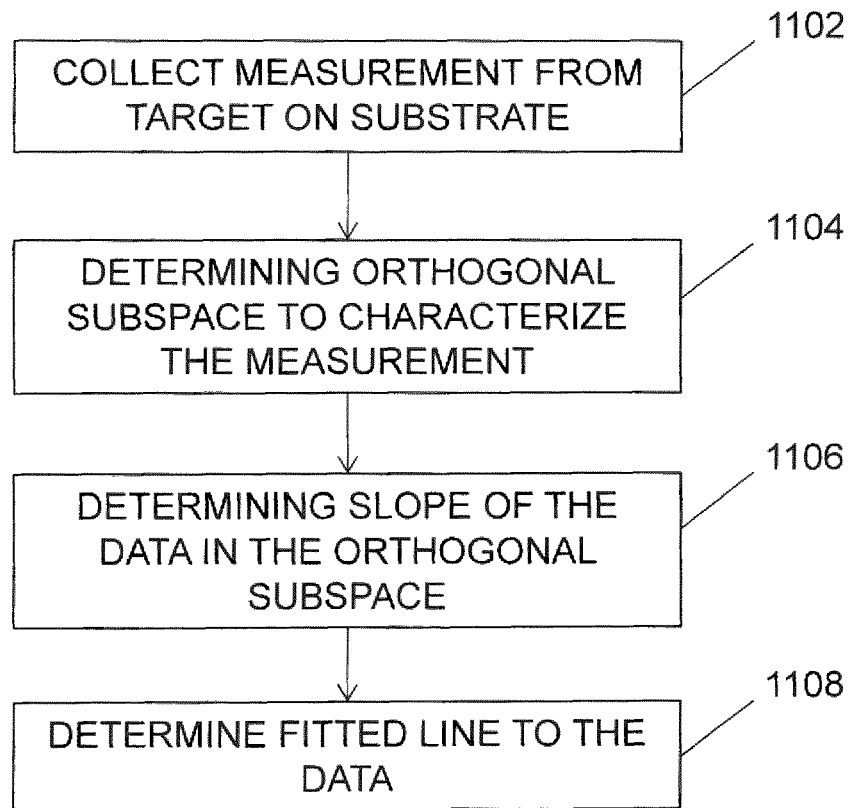 1102
COLLECT MEASUREMENT FROM
TARGET ON SUBSTRATE
1104
DETERMINING ORTHOGONAL
SUBSPACE TO CHARACTERIZE
THE MEASUREMENT
1106
DETERMINING SLOPE OF THE
DATA IN THE ORTHOGONAL
SUBSPACE
1108
DETERMINE FITTED LINE TO THE
DATA